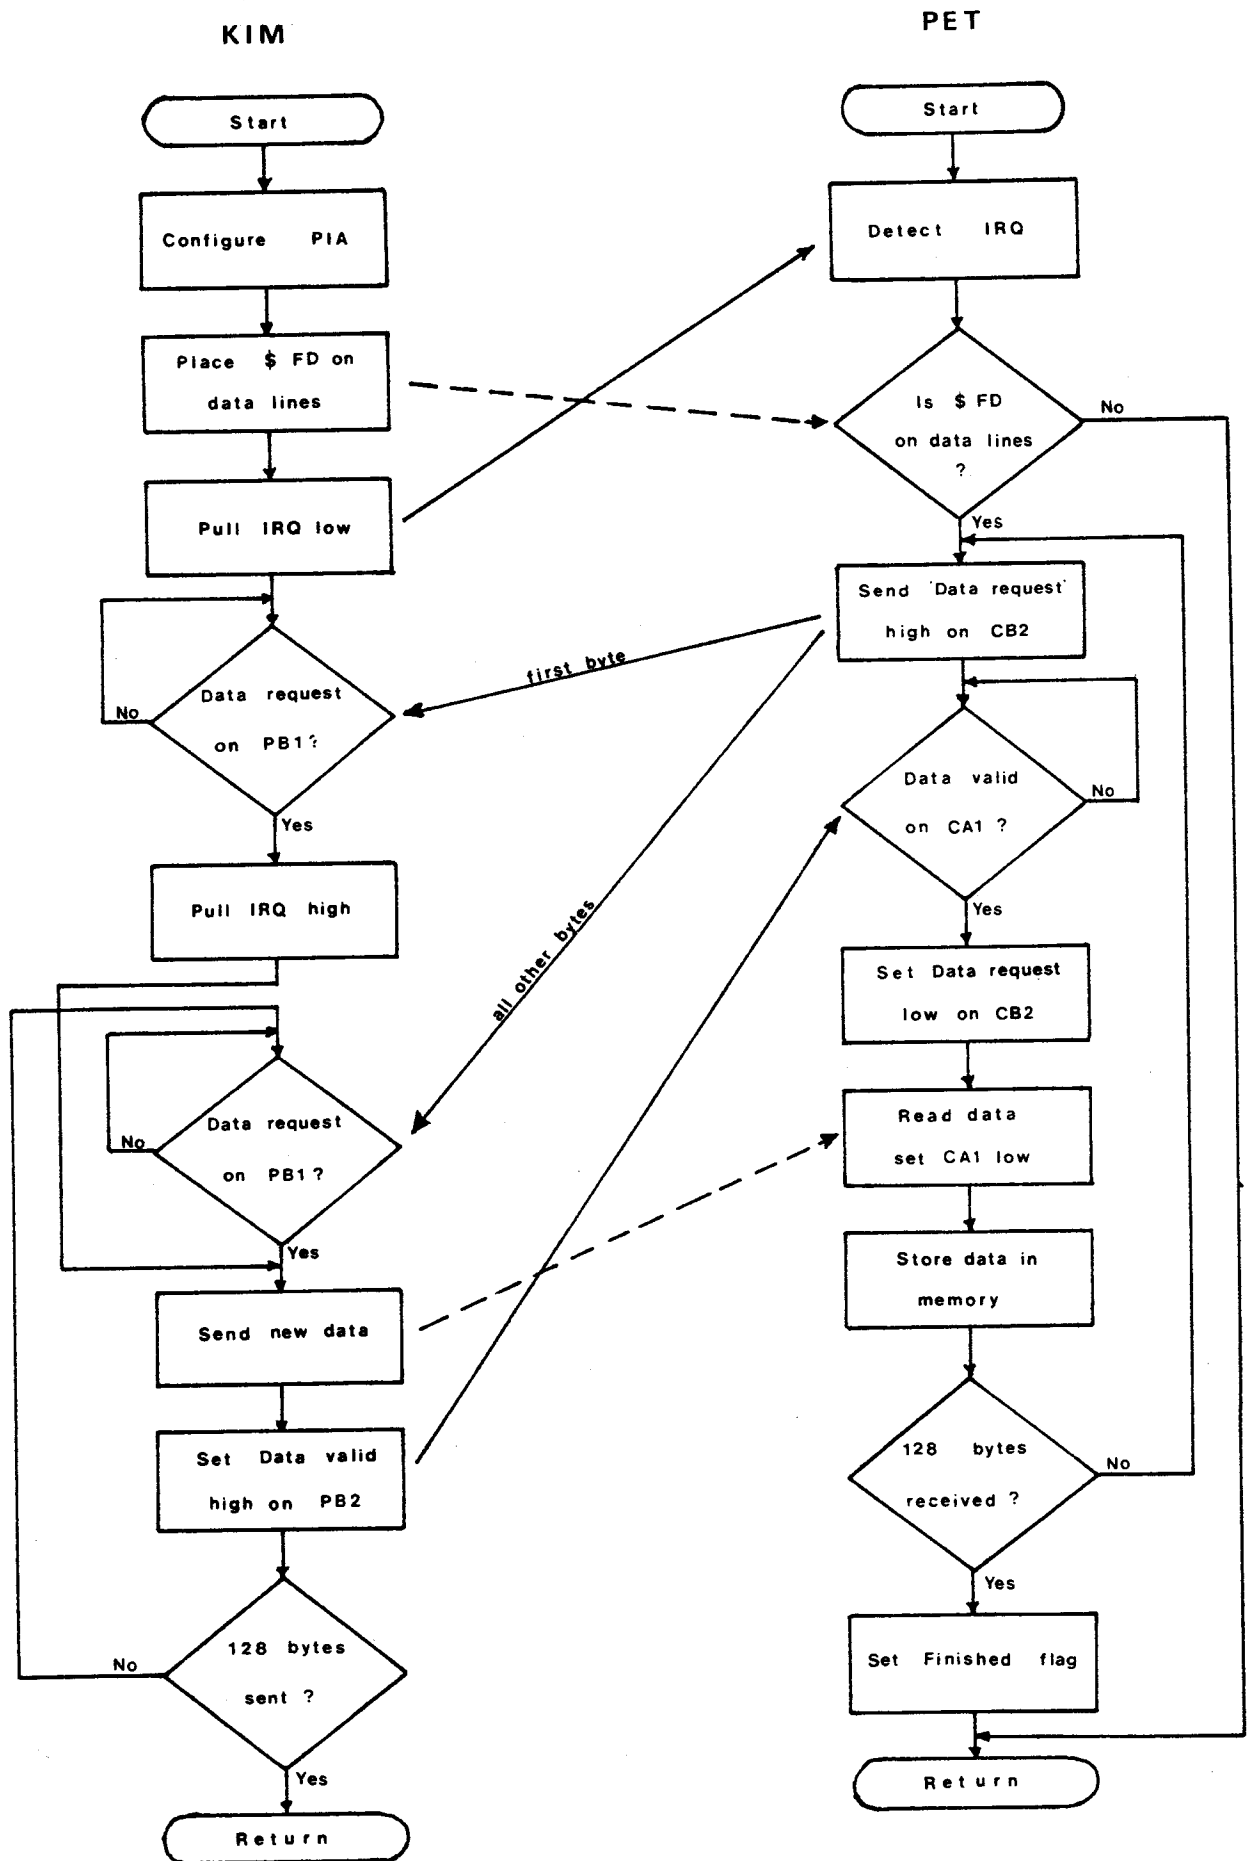 KIM
Start
Configure PIA
Place $ FD on
data lines
Pull IRQ low
Data request
on PB1?
No
Yes
Pull IRQ high
Data request
on PB1?
No
Yes
Send new data
Set Data valid
high on PB2
128 bytes
sent ?
No
Yes
Return
first byte
all other bytes
PET
Start
Detect IRQ
Is $ FD
on data lines
?
No
Yes
Send 'Data request'
high on CB2
Data valid
on CA1 ?
No
Yes
Set Data request
low on CB2
Read data
set CA1 low
Store data in
memory
128 bytes
received ?
No
Yes
Set Finished flag
Return